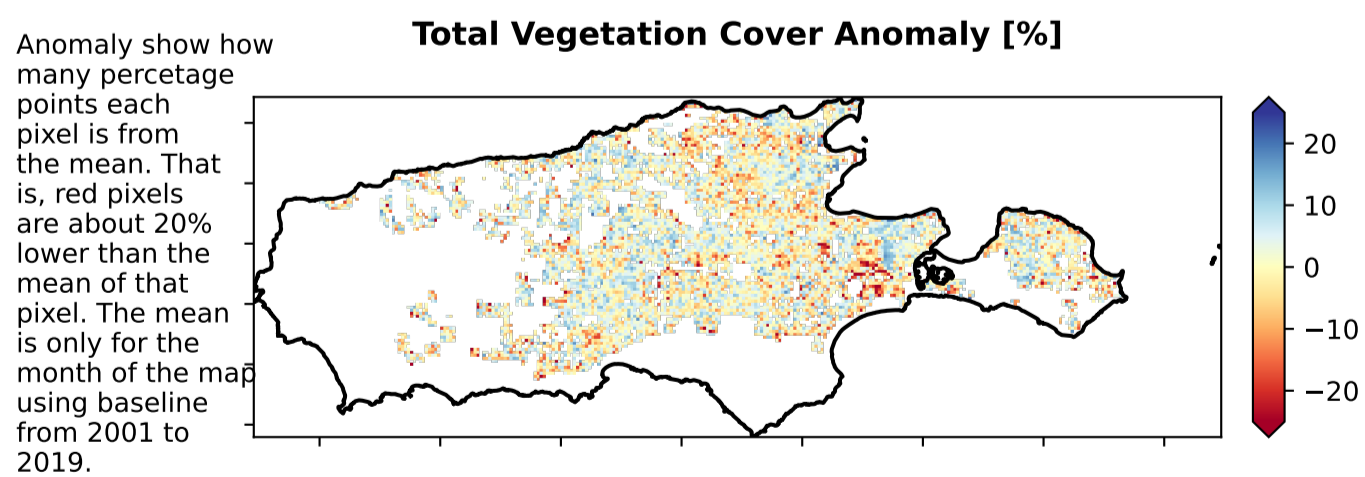 Total Vegetation Cover Anomaly [%]
Anomaly show how
many percetage
points each
pixel is from
the mean. That
is, red pixels
are about 20%
lower than the
mean of that
pixel. The mean
is only for the
month of the map
using baseline
from 2001 to
2019.
20
10
0
−10
−20